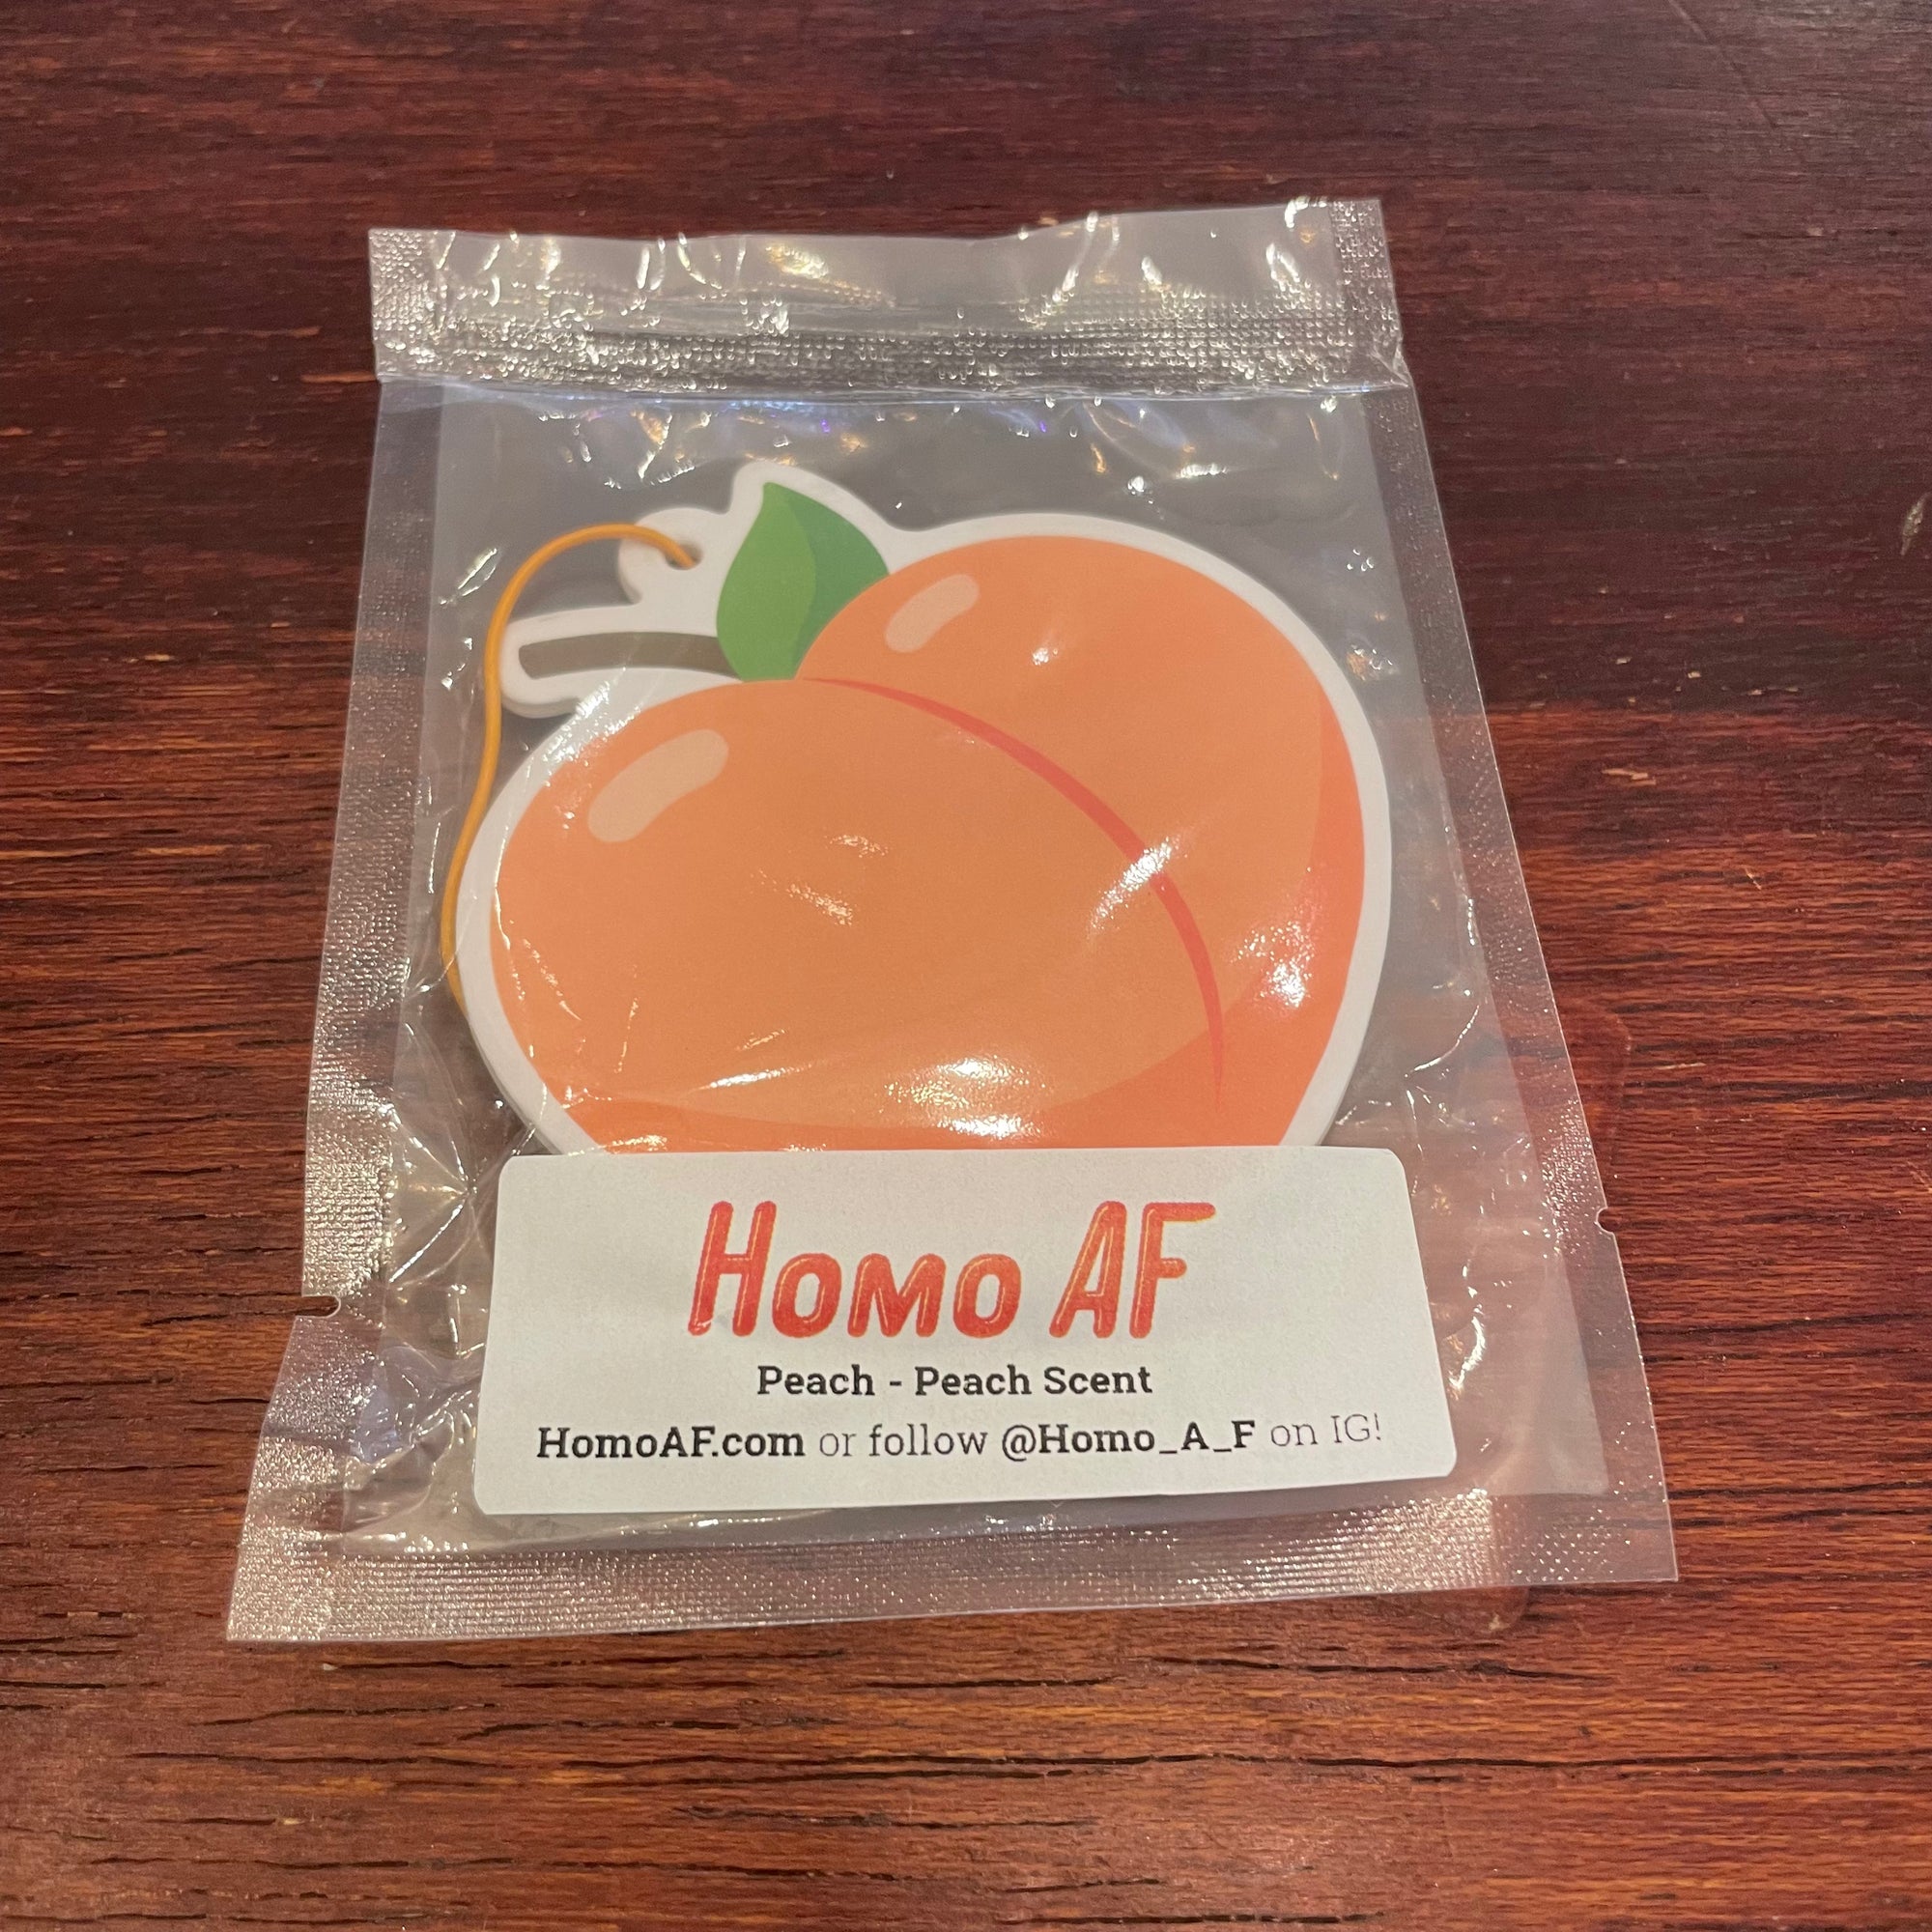 Homo AF
Peach - Peach Scent
HomoAF.com or follow @Homo_A_F on IG!